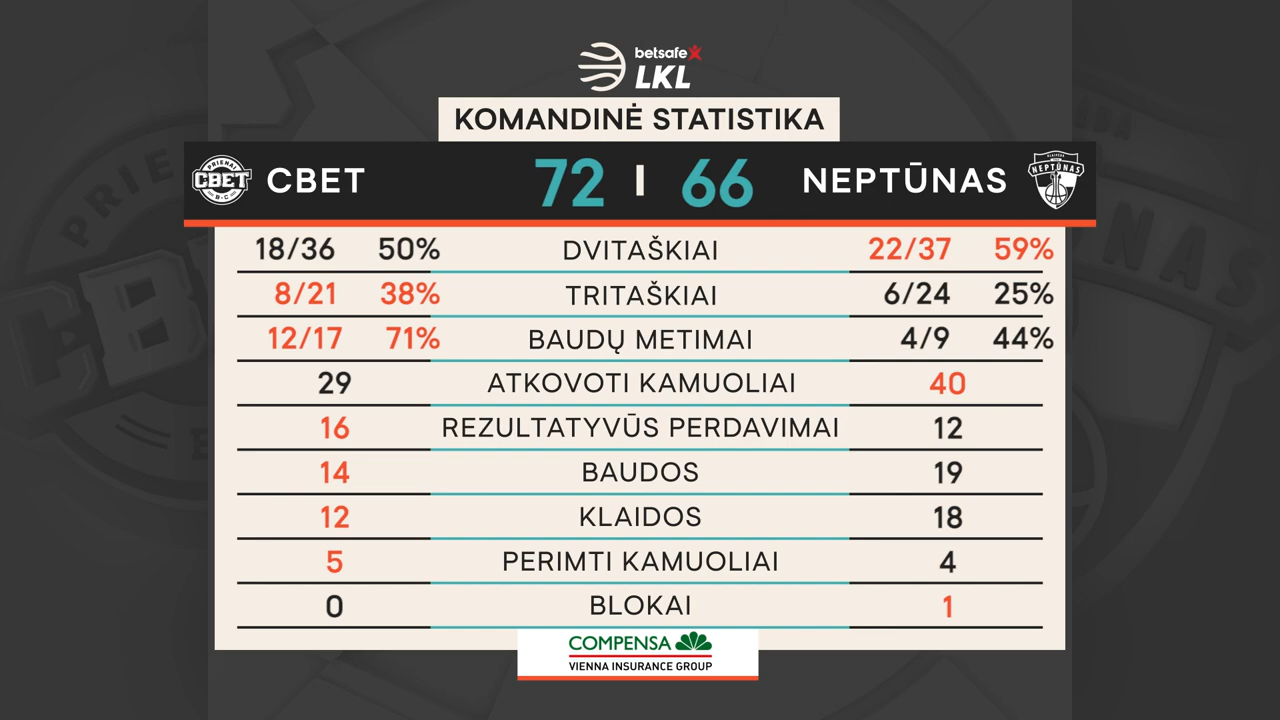 betsafe
LKL
KOMANDINĖ STATISTIKA
PRIENAI CBET B·C CBET 72 | 66 NEPTŪNAS NEPTŪNAS
18/36 50% DVITAŠKIAI 22/37 59%
8/21 38% TRITAŠKIAI 6/24 25%
12/17 71% BAUDŲ METIMAI 4/9 44%
29 ATKOVOTI KAMUOLIAI 40
16 REZULTATYVŪS PERDAVIMAI 12
14 BAUDOS 19
12 KLAIDOS 18
5 PERIMTI KAMUOLIAI 4
0 BLOKAI 1
COMPENSA
VIENNA INSURANCE GROUP